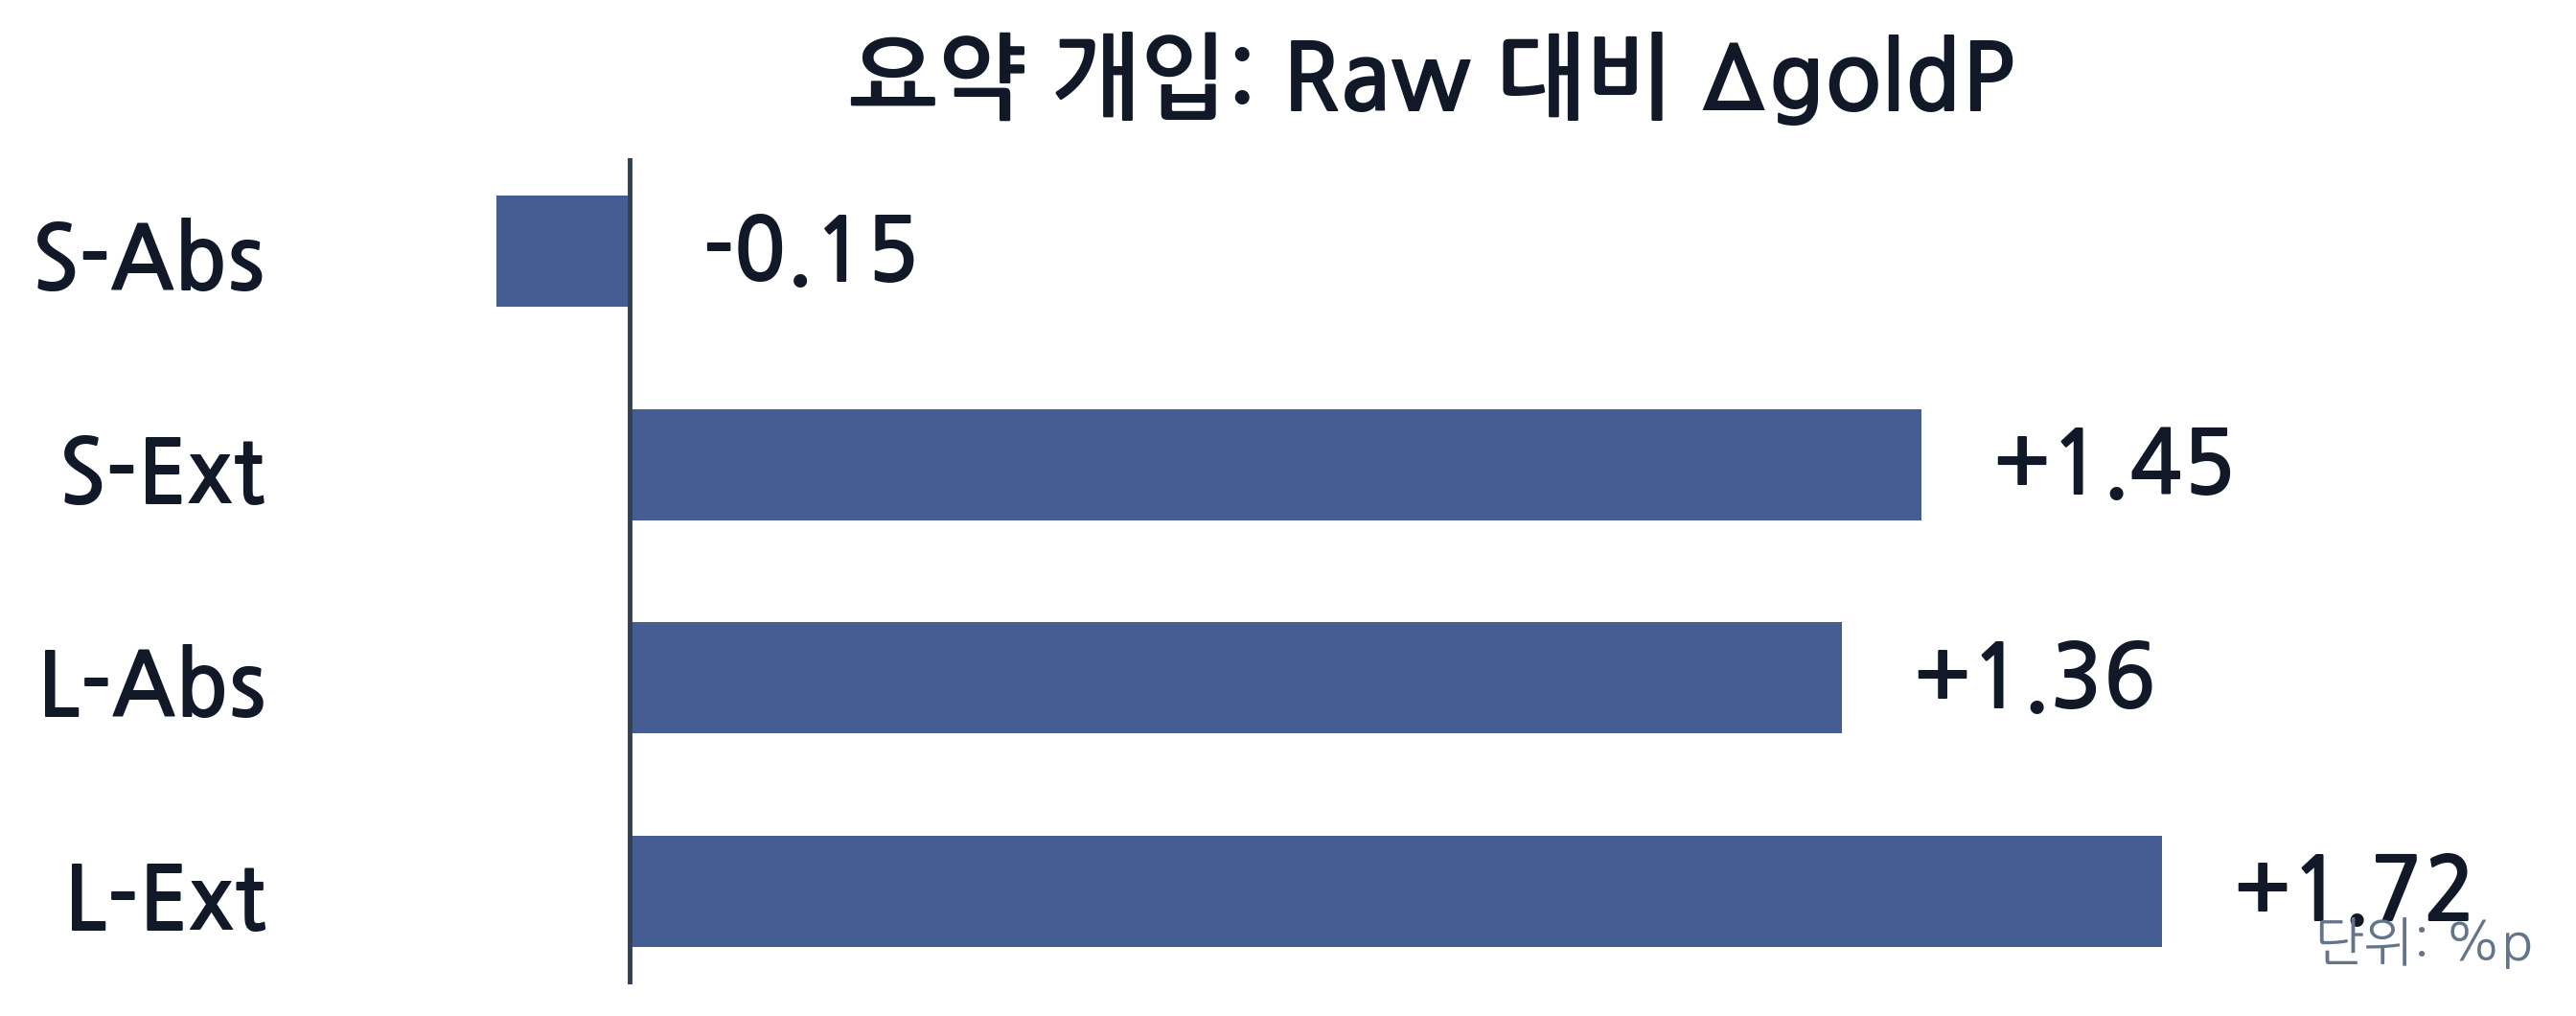 요약 개입: Raw 대비 ΔgoldP
S-Abs -0.15
S-Ext +1.45
L-Abs +1.36
L-Ext +1.72
단위: %p